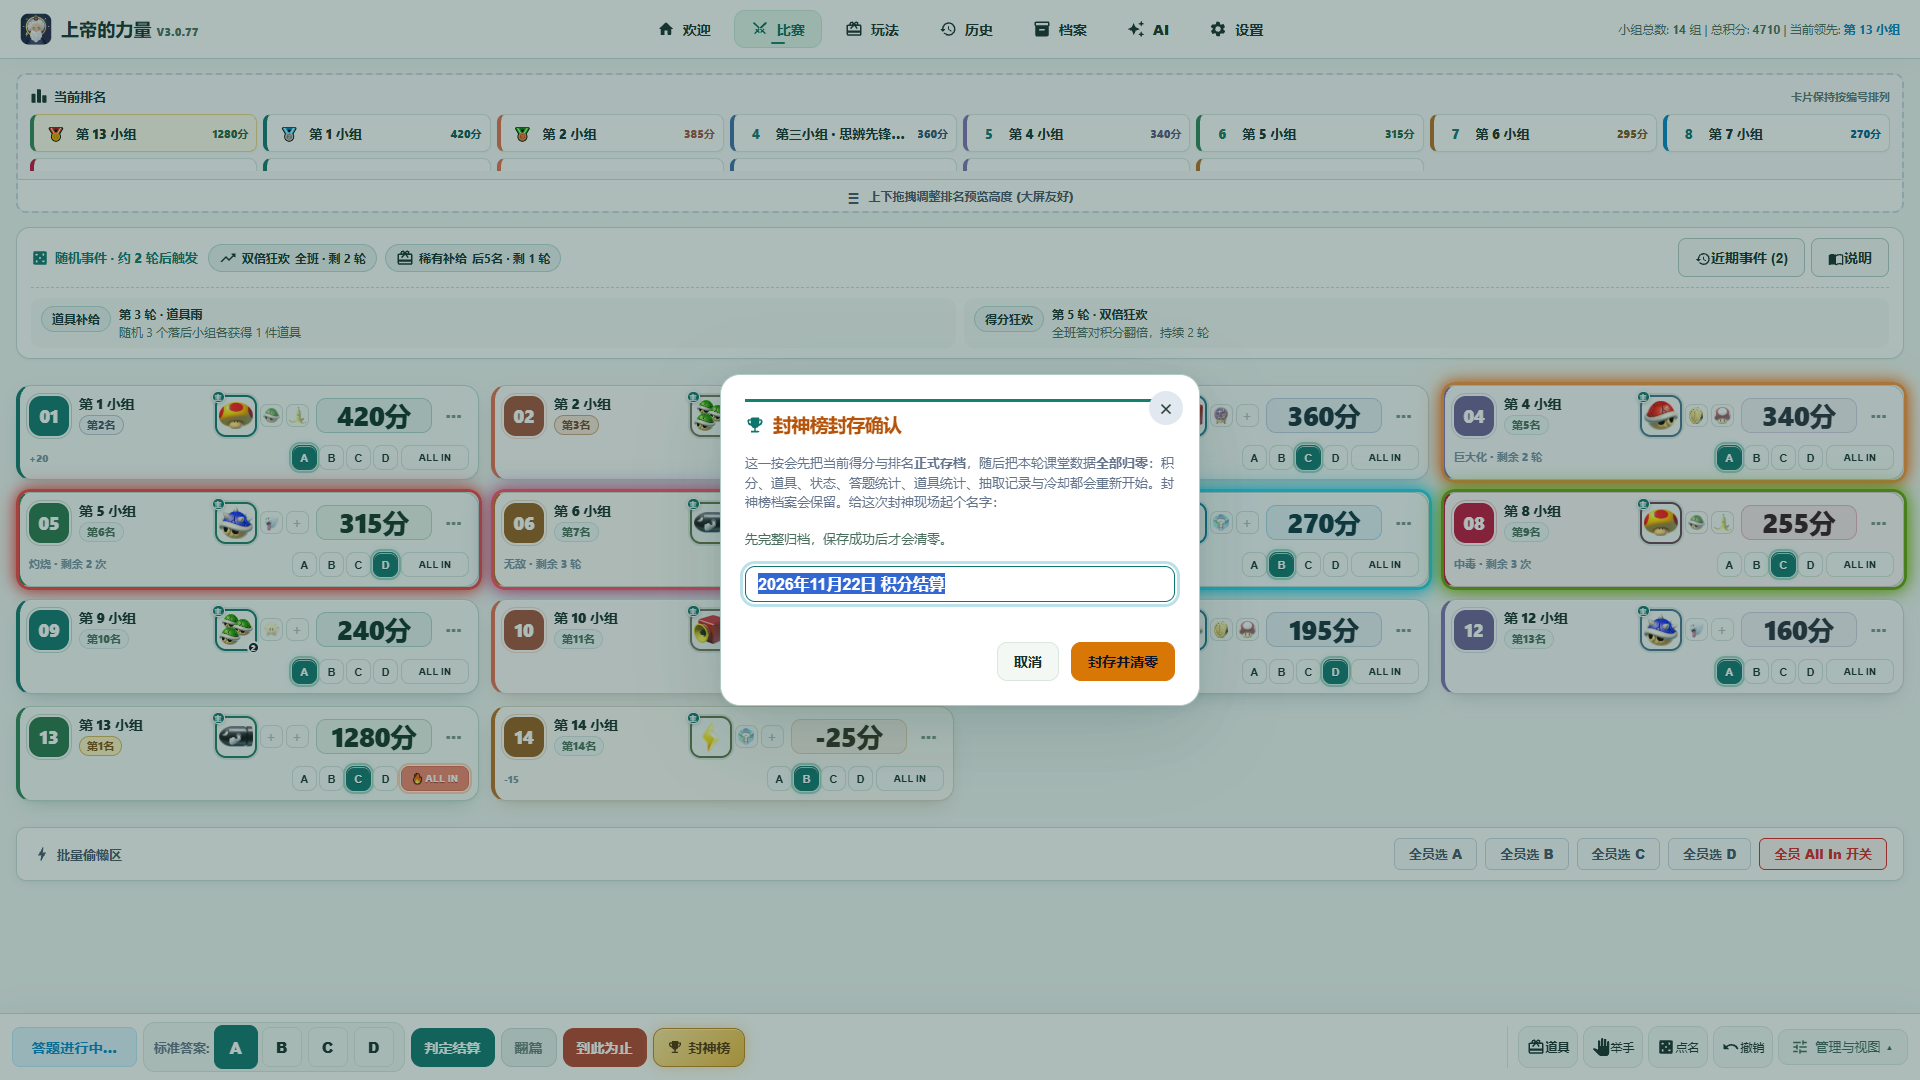 上帝的力量 V3.0.77
欢迎
比赛
玩法
历史
档案
AI
设置
小组总数: 14 组 | 总积分: 4710 | 当前领先: 第 13 小组
当前排名
卡片保持按编号排列
第 13 小组 1280分
第 1 小组 420分
第 2 小组 385分
4 第三小组 · 思辨先锋... 360分
5 第 4 小组 340分
6 第 5 小组 315分
7 第 6 小组 295分
8 第 7 小组 270分
上下拖拽调整排名预览高度 (大屏友好)
随机事件 · 约 2 轮后触发
双倍狂欢 全班 · 剩 2 轮
稀有补给 后5名 · 剩 1 轮
近期事件 (2)
说明
道具补给
第 3 轮 · 道具雨
随机 3 个落后小组各获得 1 件道具
得分狂欢
第 5 轮 · 双倍狂欢
全班答对积分翻倍，持续 2 轮
01 第 1 小组 第2名 420分
+20 A B C D ALL IN
02 第 2 小组 第3名
360分
A B C D ALL IN
04 第 4 小组 第5名 340分
巨大化 · 剩余 2 轮 A B C D ALL IN
05 第 5 小组 第6名 315分
灼烧 · 剩余 2 次 A B C D ALL IN
06 第 6 小组 第7名
无敌 · 剩余 3 轮
270分
A B C D ALL IN
08 第 8 小组 第9名 255分
中毒 · 剩余 3 次 A B C D ALL IN
09 第 9 小组 第10名 2 240分
A B C D ALL IN
10 第 10 小组 第11名
195分
A B C D ALL IN
12 第 12 小组 第13名 160分
A B C D ALL IN
13 第 13 小组 第1名 1280分
A B C D ALL IN
14 第 14 小组 第14名 -25分
-15 A B C D ALL IN
封神榜封存确认
这一按会先把当前得分与排名正式存档，随后把本轮课堂数据全部归零：积
分、道具、状态、答题统计、道具统计、抽取记录与冷却都会重新开始。封
神榜档案会保留。给这次封神现场起个名字：
先完整归档，保存成功后才会清零。
2026年11月22日 积分结算
取消
封存并清零
批量偷懒区
全员选 A
全员选 B
全员选 C
全员选 D
全员 All In 开关
答题进行中...
标准答案: A B C D
判定结算
翻篇
到此为止
封神榜
道具
举手
点名
撤销
管理与视图